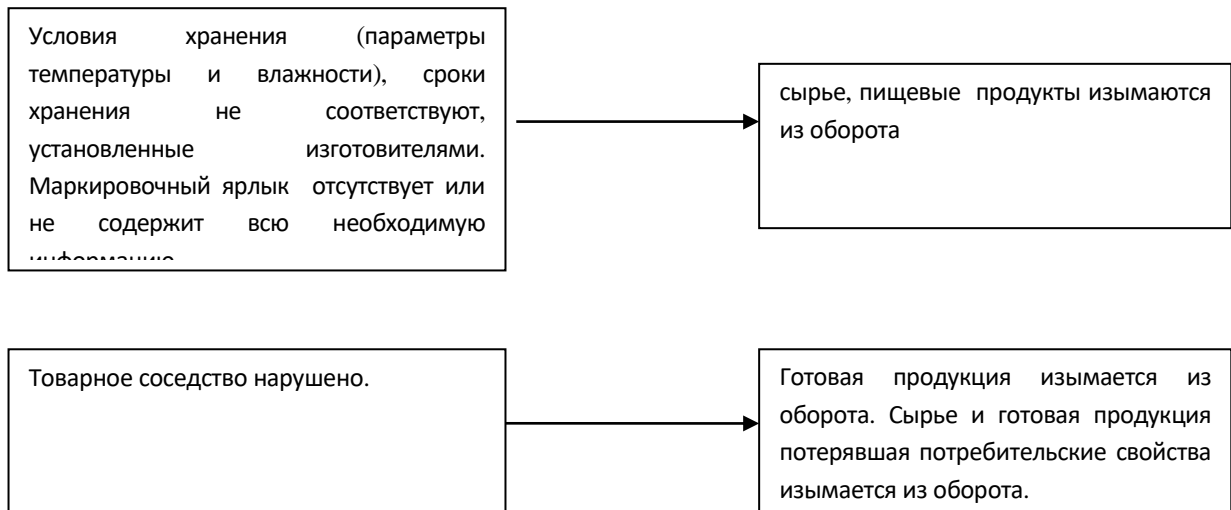 Условия хранения (параметры
температуры и влажности), сроки
хранения не соответствуют,
установленные изготовителями.
Маркировочный ярлык отсутствует или
не содержит всю необходимую
информацию
сырье, пищевые продукты изымаются
из оборота
Товарное соседство нарушено.
Готовая продукция изымается из
оборота. Сырье и готовая продукция
потерявшая потребительские свойства
изымается из оборота.